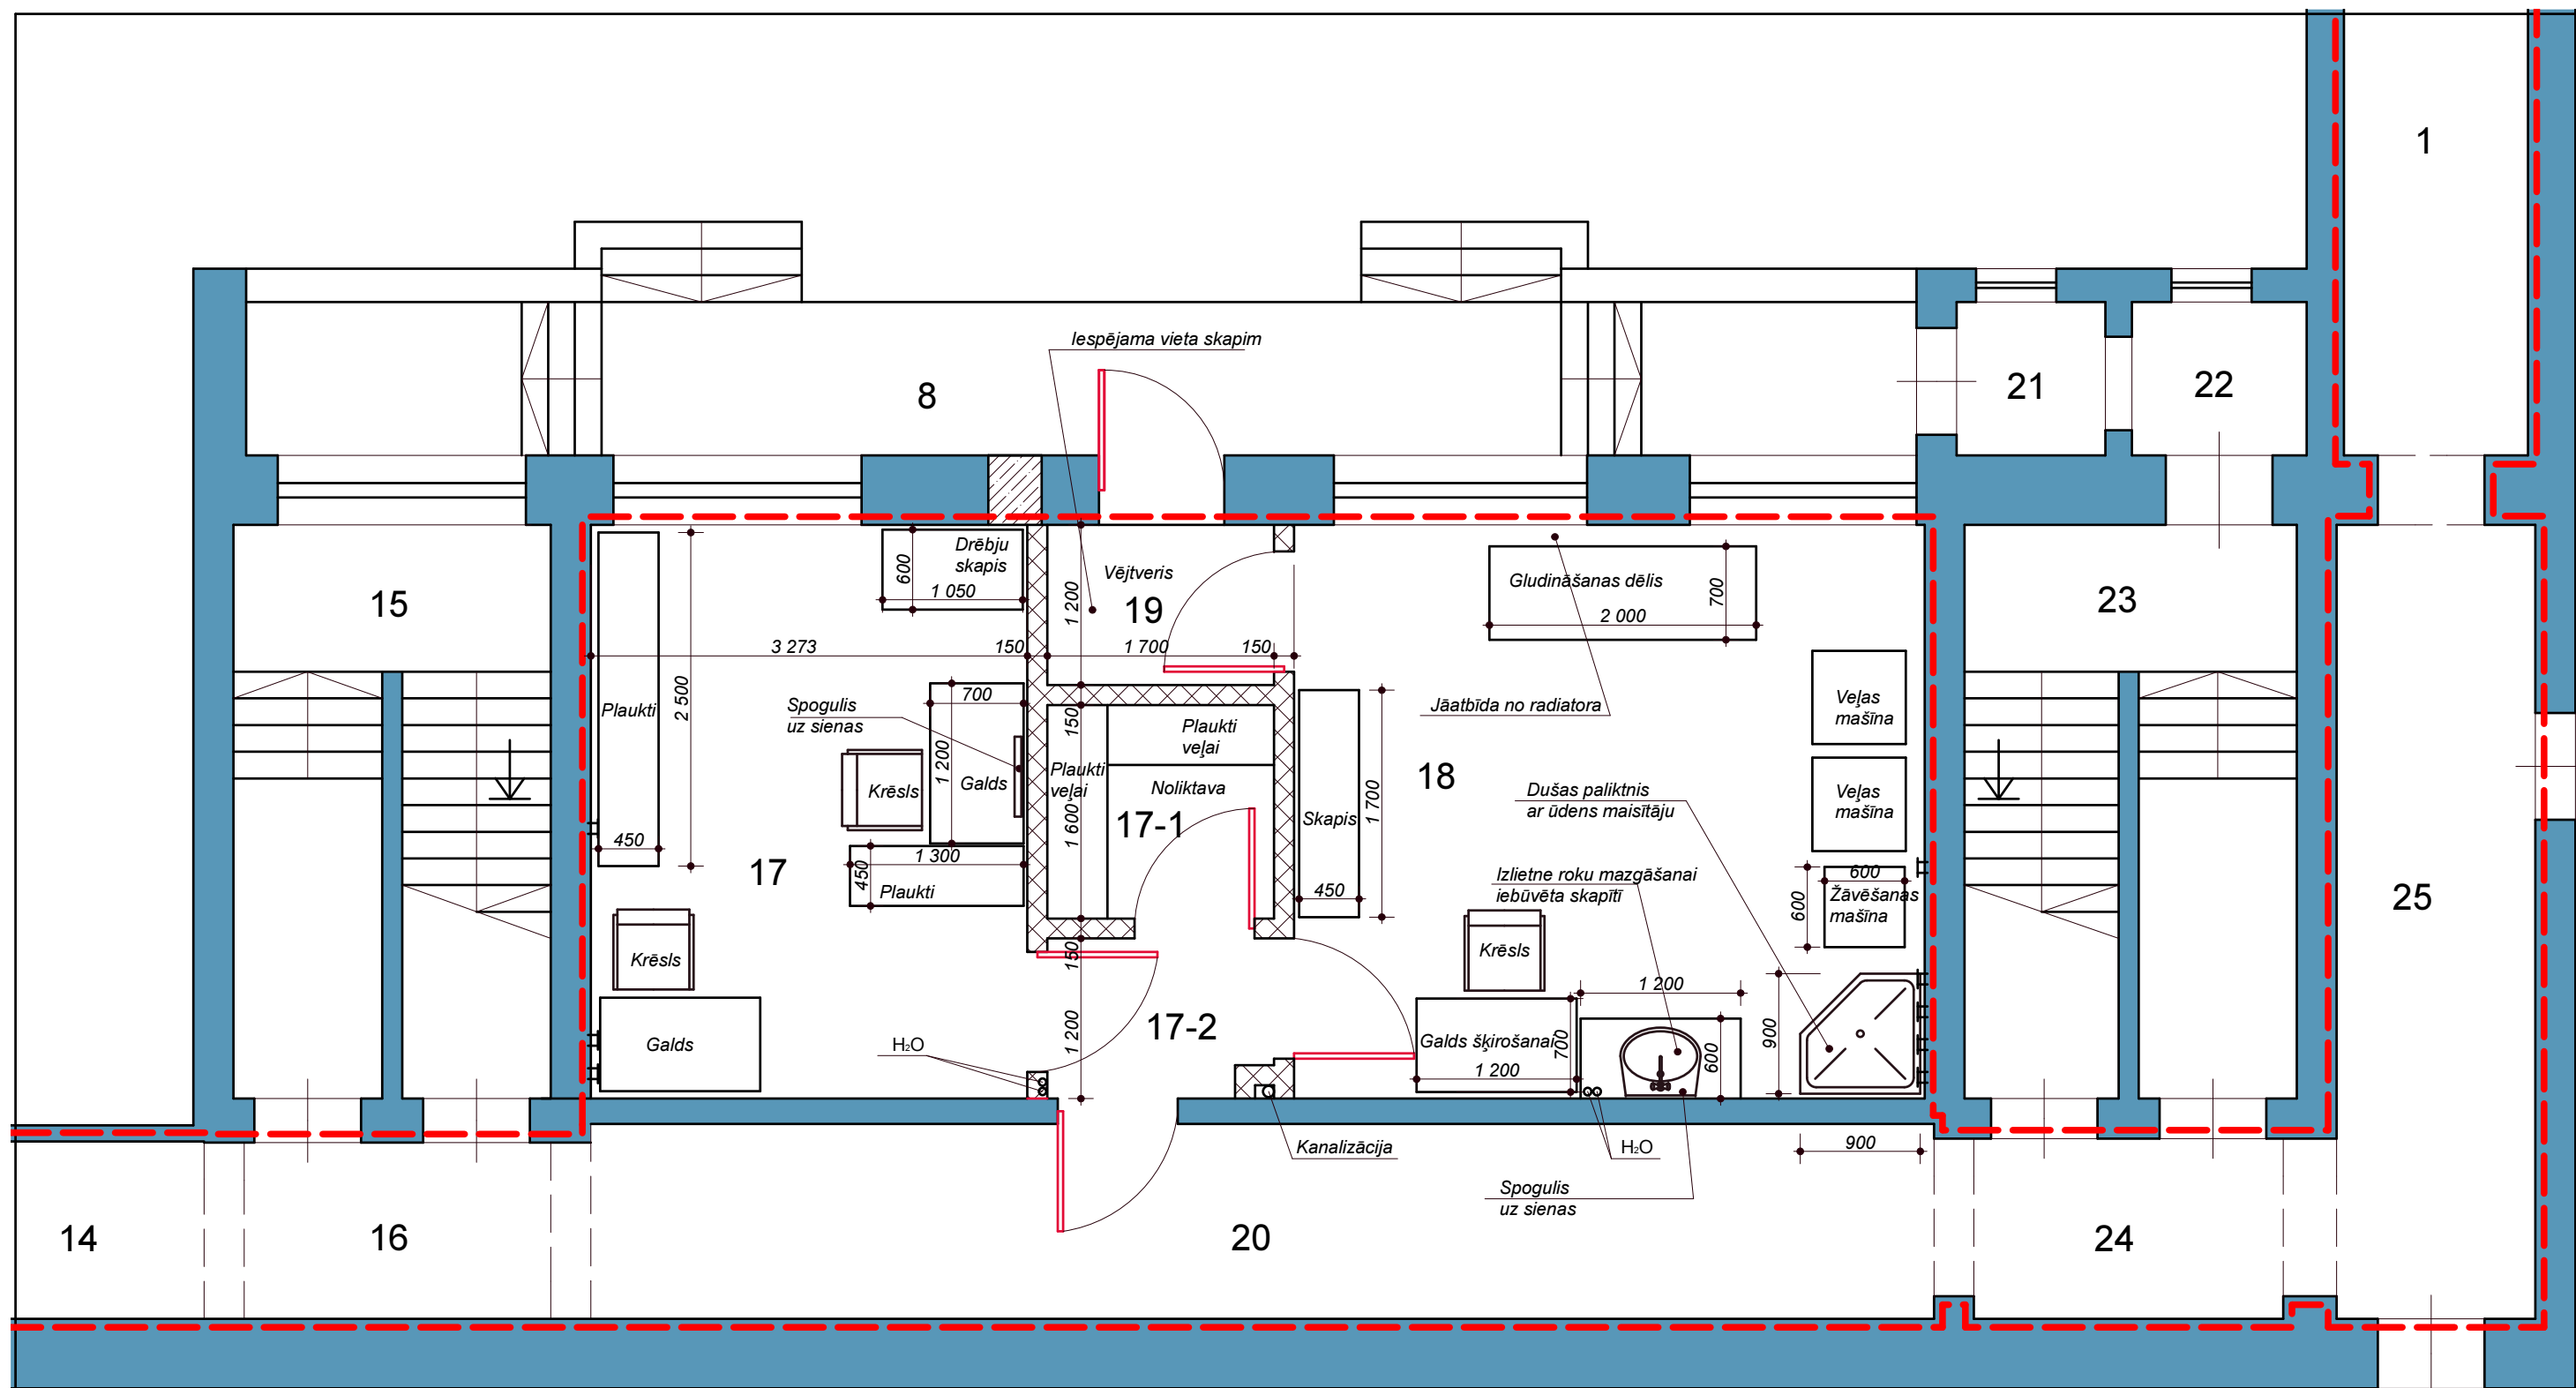 1
Iespējama vieta skapim
8
21
22
Drēbju
skapis
600
1 050
Vējtveris
19
1 200
Gludināšanas dēlis
700
2 000
15
23
3 273
150
1 700
150
Plaukti
2 500
450
700
Spogulis
uz sienas
1 200
Krēsls
Galds
150
Plaukti
veļai
Plaukti
veļai
Noliktava
17-1
1 600
Skapis
1 700
450
18
Jāatbīda no radiatora
Veļas
mašīna
Veļas
mašīna
Dušas paliktnis
ar ūdens maisītāju
17
1 300
450
Plaukti
Izlietne roku mazgāšanai
iebūvēta skapītī
600
600
Žāvēšanas
mašīna
25
Krēsls
150
Krēsls
1 200
900
17-2
1 200
H₂O
Galds
Galds šķirošanai
700
1 200
600
Kanalizācija
H₂O
900
Spogulis
uz sienas
14
16
20
24